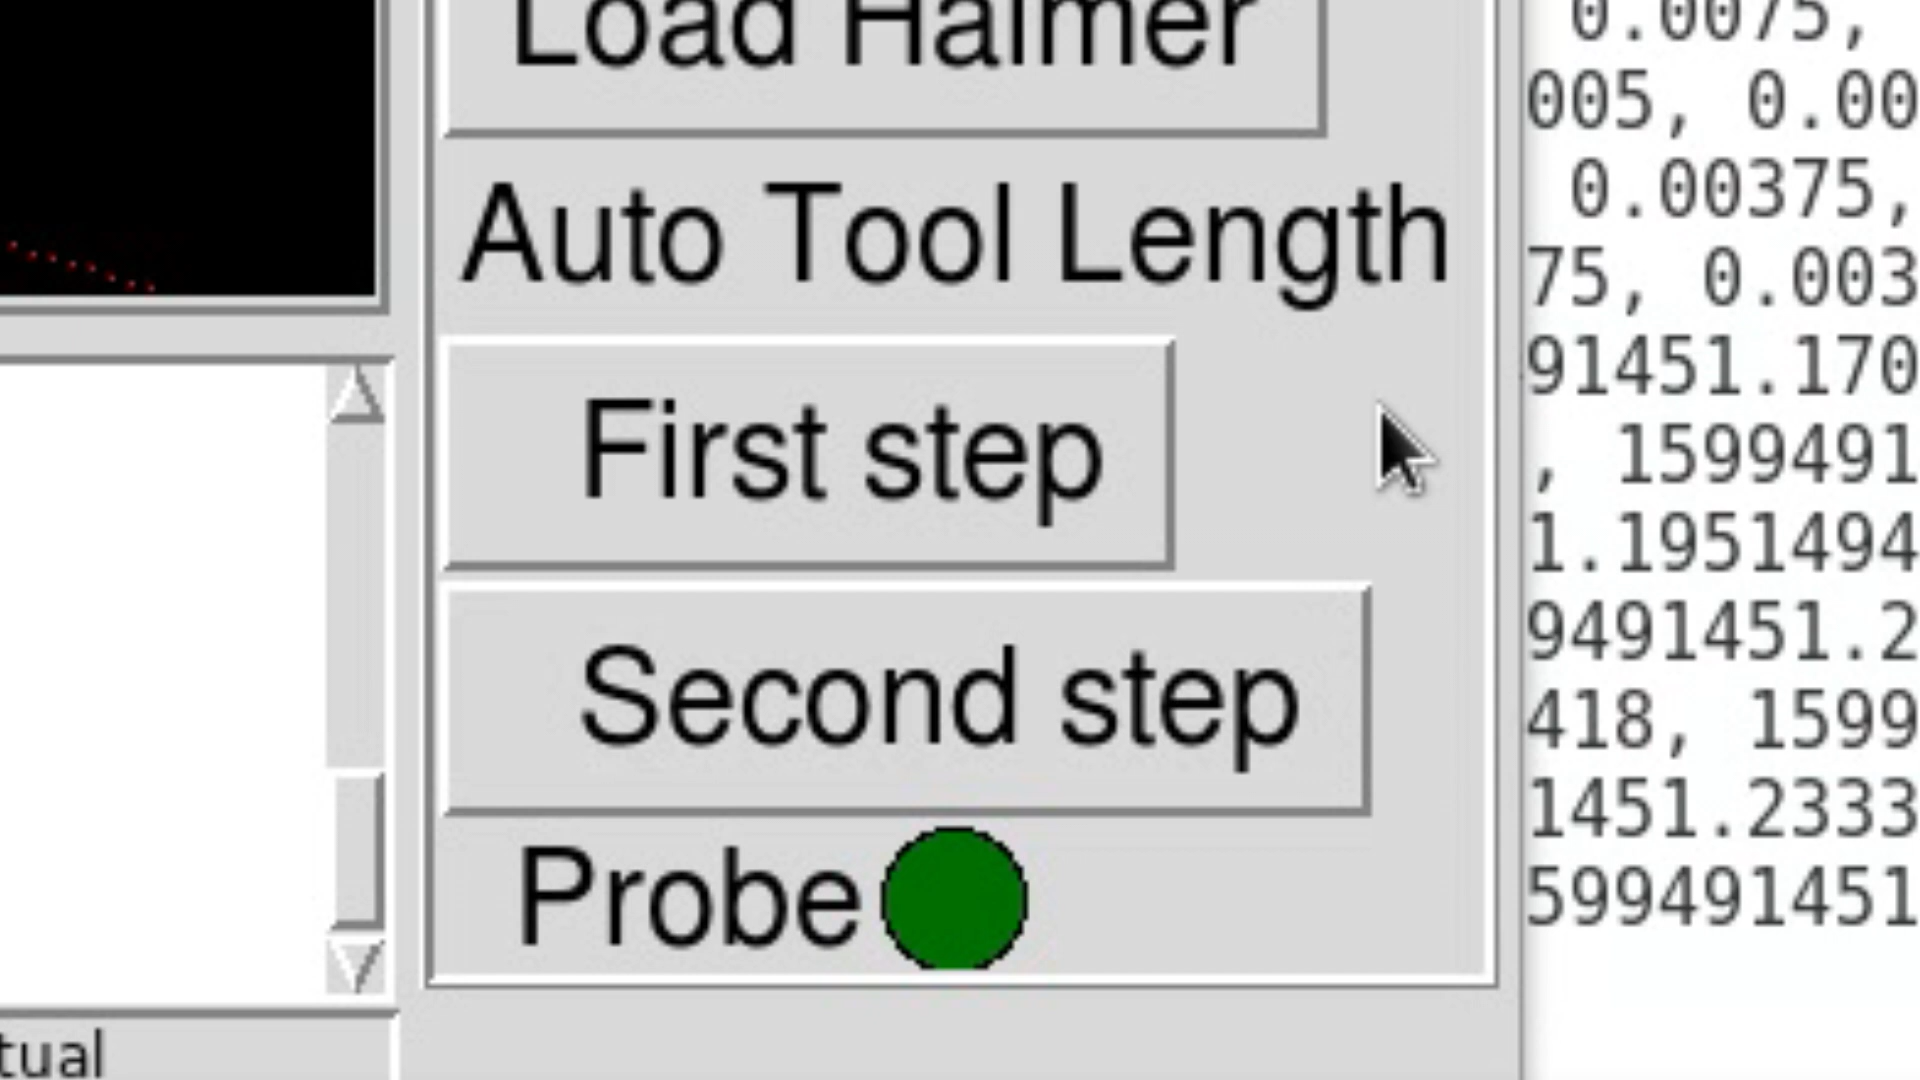 Load Haimer
Auto Tool Length
First step
Second step
Probe
tual
0.0075,
005, 0.00
0.00375,
75, 0.003
91451.170
, 1599491
1.1951494
9491451.2
418, 1599
1451.2333
599491451